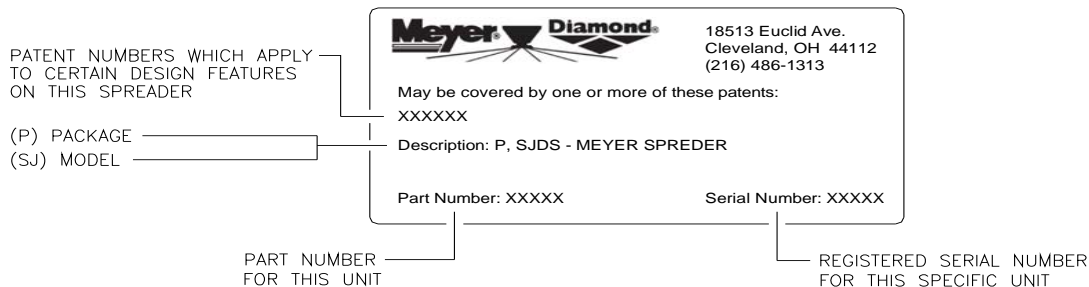 Meyer® Diamond®
18513 Euclid Ave.
Cleveland, OH 44112
(216) 486-1313
PATENT NUMBERS WHICH APPLY
TO CERTAIN DESIGN FEATURES
ON THIS SPREADER
May be covered by one or more of these patents:
XXXXXX
(P) PACKAGE
(SJ) MODEL
Description: P, SJDS - MEYER SPREDER
Part Number: XXXXX
Serial Number: XXXXX
PART NUMBER
FOR THIS UNIT
REGISTERED SERIAL NUMBER
FOR THIS SPECIFIC UNIT